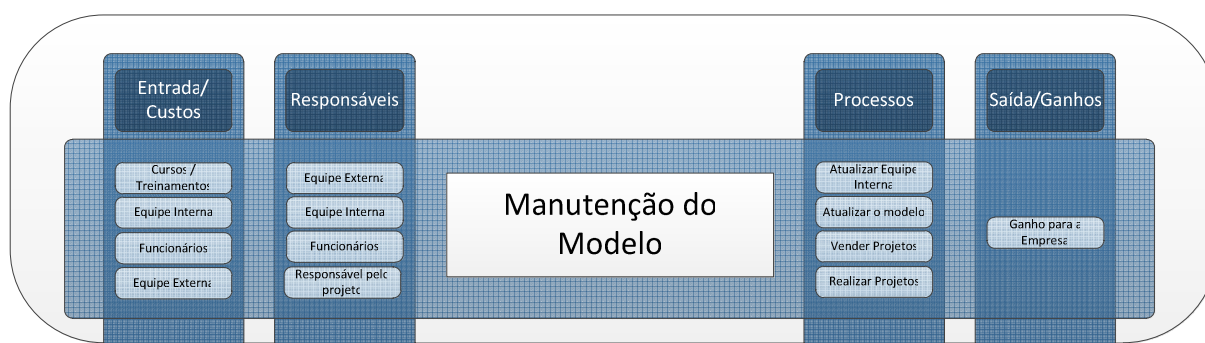 Entrada/
Custos
Responsáveis
Processos
Saída/Ganhos
Cursos /
Treinamentos
Equipe Interna
Funcionários
Equipe Externa
Equipe Externa
Equipe Interna
Funcionários
Responsável pelo
projeto
Manutenção do
Modelo
Atualizar Equipe
Interna
Atualizar o modelo
Vender Projetos
Realizar Projetos
Ganho para a
Empresa